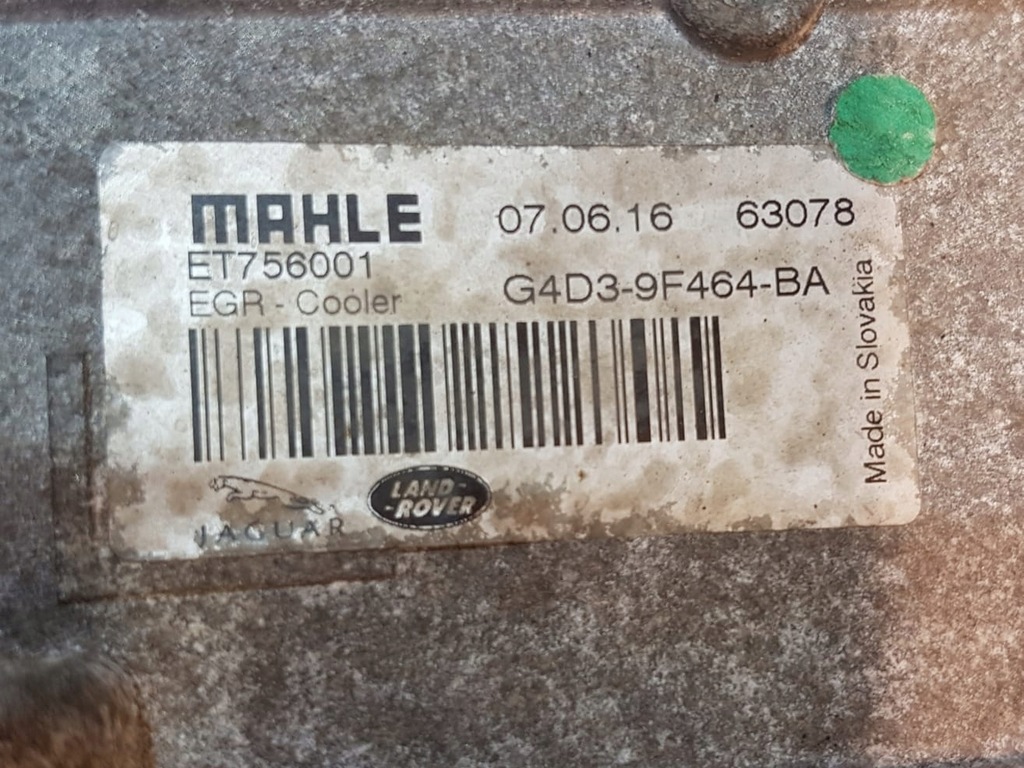 MAHLE 07.06.16 63078
ET756001
EGR - Cooler G4D3-9F464-BA
Made in Slovakia
JAGUAR
LAND-
-ROVER